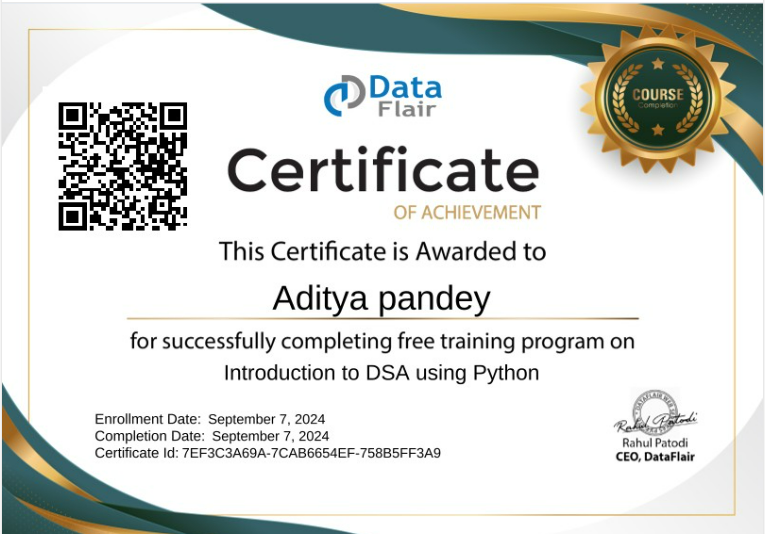 Data
Flair
COURSE
Completion
Certificate
OF ACHIEVEMENT
This Certificate is Awarded to
Aditya pandey
for successfully completing free training program on
Introduction to DSA using Python
Enrollment Date: September 7, 2024
Completion Date: September 7, 2024
Certificate Id: 7EF3C3A69A-7CAB6654EF-758B5FF3A9
Rahul Patodi
Rahul Patodi
CEO, DataFlair